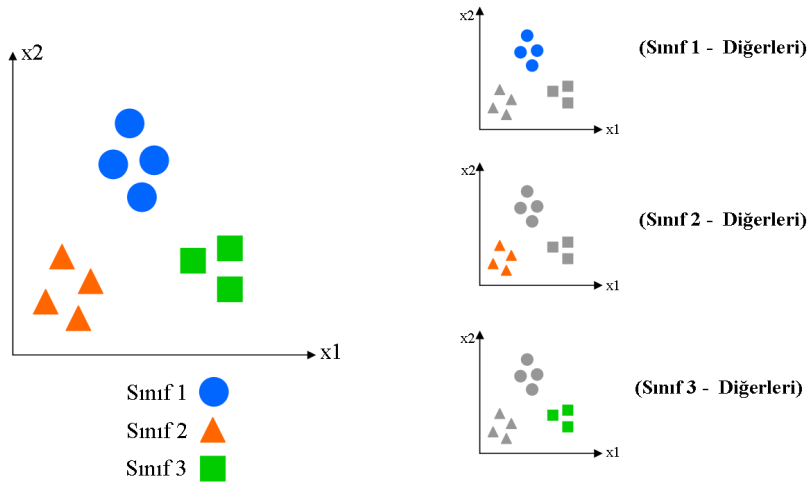 x2
x1
Sınıf 1
Sınıf 2
Sınıf 3
x2
x1
(Sınıf 1 - Diğerleri)
x2
x1
(Sınıf 2 - Diğerleri)
x2
x1
(Sınıf 3 - Diğerleri)